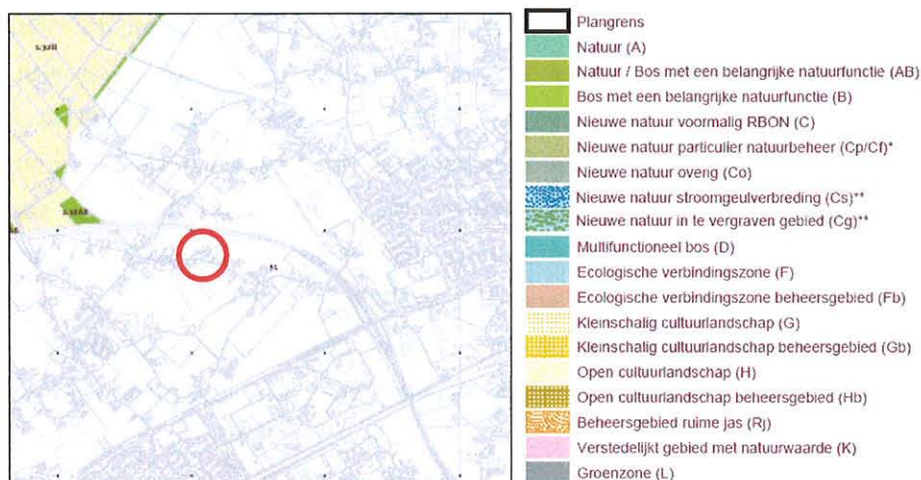 Plangrens
Natuur (A)
Natuur / Bos met een belangrijke natuurfunctie (AB)
Bos met een belangrijke natuurfunctie (B)
Nieuwe natuur voormalig RBON (C)
Nieuwe natuur particulier natuurbeheer (Cp/Cf)*
Nieuwe natuur overig (Co)
Nieuwe natuur stroomgeulverbreding (Cs)**
Nieuwe natuur in te vergraven gebied (Cg)**
Multifunctioneel bos (D)
Ecologische verbindingszone (F)
Ecologische verbindingszone beheersgebied (Fb)
Kleinschalig cultuurlandschap (G)
Kleinschalig cultuurlandschap beheersgebied (Gb)
Open cultuurlandschap (H)
Open cultuurlandschap beheersgebied (Hb)
Beheersgebied ruime jas (Rj)
Verstedelijkt gebied met natuurwaarde (K)
Groenzone (L)